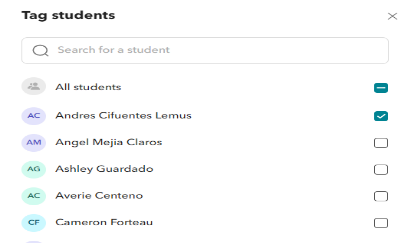 Tag students
Search for a student
All students
AC Andres Cifuentes Lemus
AM Angel Mejia Claros
AG Ashley Guardado
AC Averie Centeno
CF Cameron Forteau